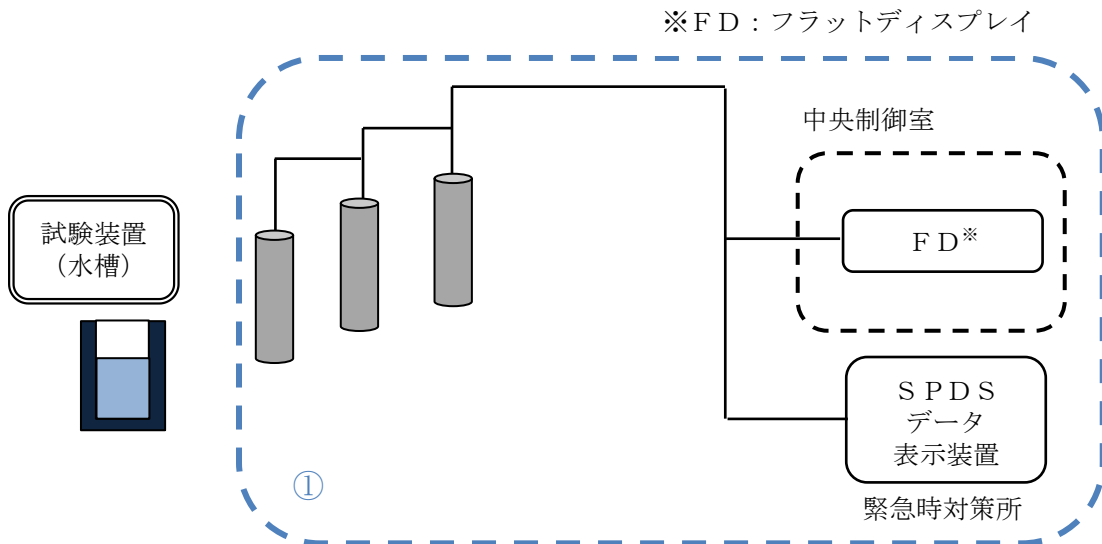 ※ＦＤ：フラットディスプレイ
中央制御室
試験装置
（水槽）
ＦＤ※
ＳＰＤＳ
データ
表示装置
①
緊急時対策所